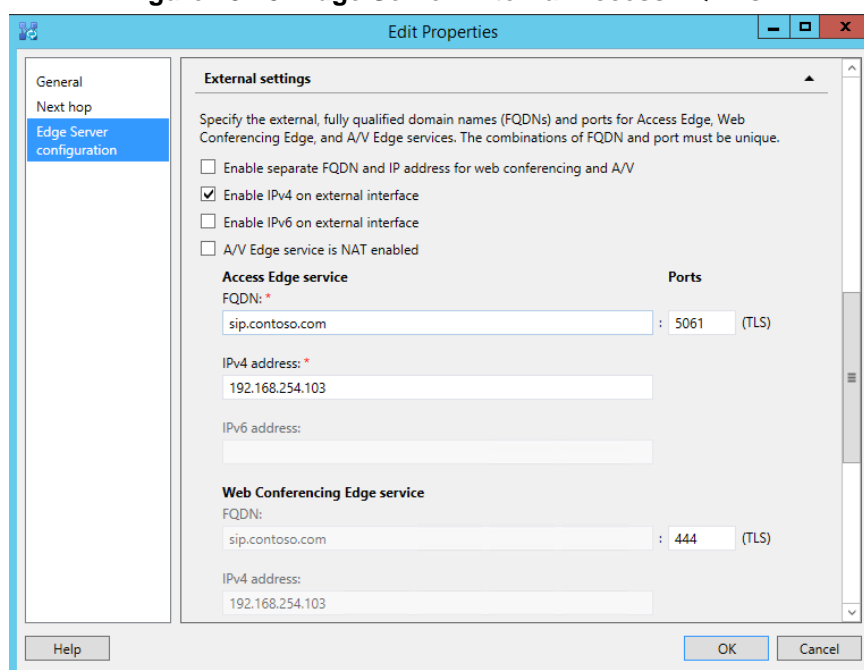 Edit Properties
General
Next hop
Edge Server
configuration
External settings
Specify the external, fully qualified domain names (FQDNs) and ports for Access Edge, Web
Conferencing Edge, and A/V Edge services. The combinations of FQDN and port must be unique.
Enable separate FQDN and IP address for web conferencing and A/V
Enable IPv4 on external interface
Enable IPv6 on external interface
A/V Edge service is NAT enabled
Access Edge service Ports
FQDN: *
sip.contoso.com : 5061 (TLS)
IPv4 address: *
192.168.254.103
IPv6 address:
Web Conferencing Edge service
FQDN:
sip.contoso.com : 444 (TLS)
IPv4 address:
192.168.254.103
Help OK Cancel